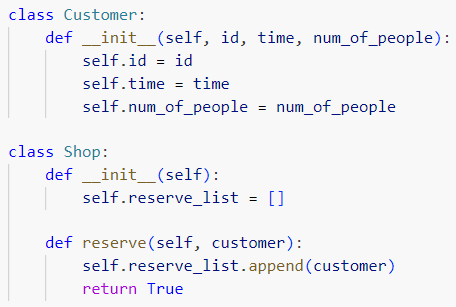 class Customer:
    def __init__(self, id, time, num_of_people):
        self.id = id
        self.time = time
        self.num_of_people = num_of_people

class Shop:
    def __init__(self):
        self.reserve_list = []

    def reserve(self, customer):
        self.reserve_list.append(customer)
        return True